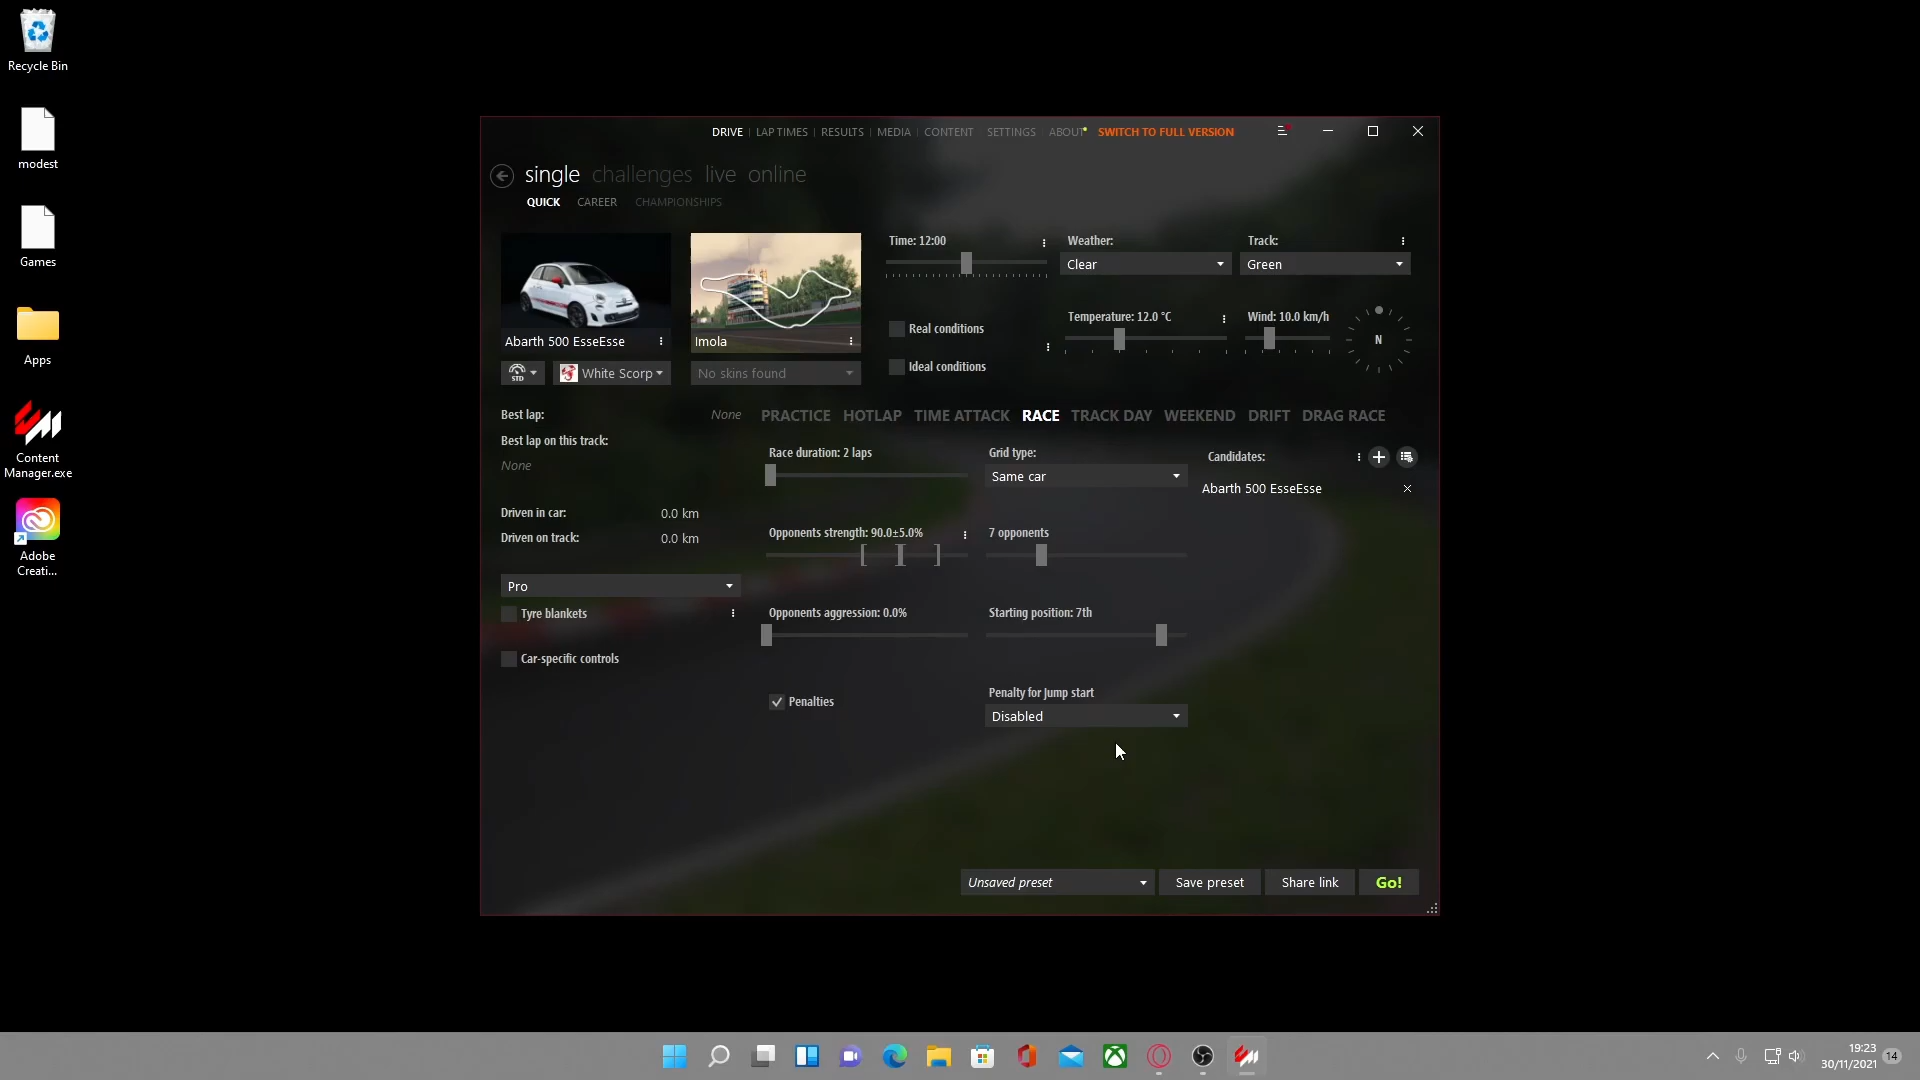 Recycle Bin
modest
Games
Apps
Content
Manager.exe
Adobe
Creati...
DRIVE | LAP TIMES | RESULTS | MEDIA | CONTENT SETTINGS | ABOUT SWITCH TO FULL VERSION
single challenges live online
QUICK CAREER CHAMPIONSHIPS
Abarth 500 EsseEsse
Imola
STD
White Scorp
No skins found
Time: 12:00
Weather:
Clear
Track:
Green
Real conditions
Ideal conditions
Temperature: 12.0 °C
Wind: 10.0 km/h
N
Best lap: None
Best lap on this track:
None
Driven in car: 0.0 km
Driven on track: 0.0 km
Pro
Tyre blankets
Car-specific controls
PRACTICE HOTLAP TIME ATTACK RACE TRACK DAY WEEKEND DRIFT DRAG RACE
Race duration: 2 laps
Grid type:
Same car
Candidates:
Abarth 500 EsseEsse
Opponents strength: 90.0±5.0%
7 opponents
Opponents aggression: 0.0%
Starting position: 7th
Penalties
Penalty for jump start
Disabled
Unsaved preset
Save preset
Share link
Go!
19:23
30/11/2021
14